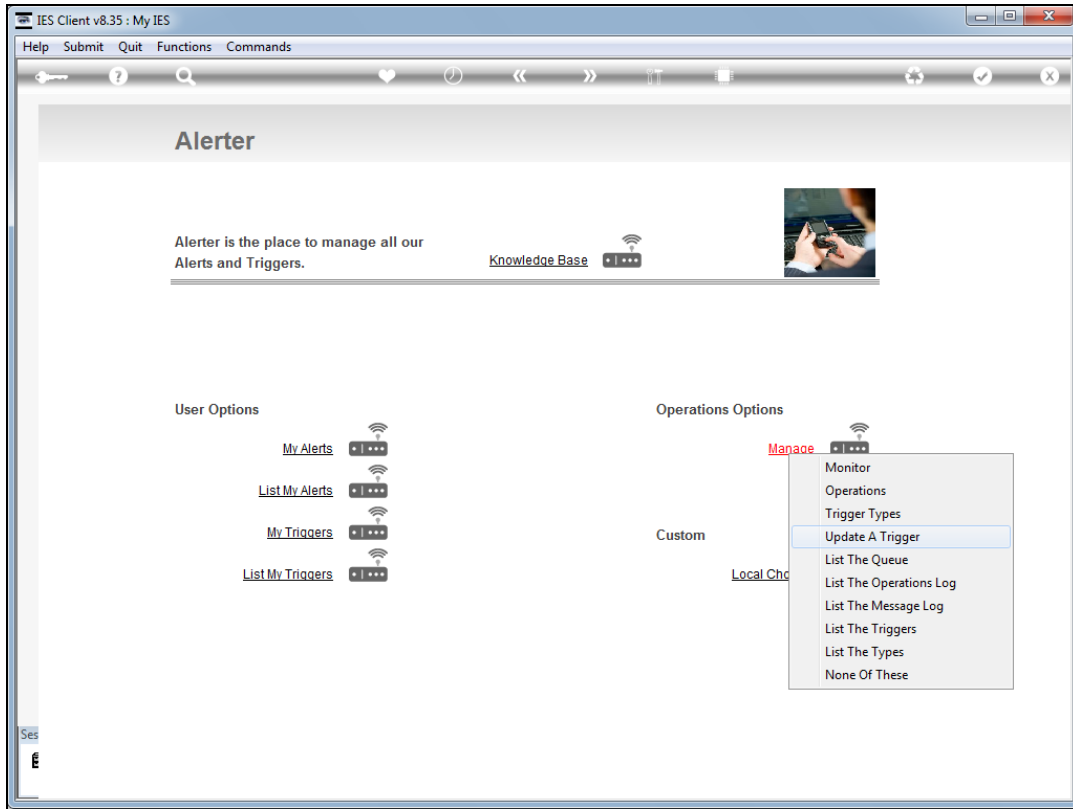 IES Client v8.35 : My IES
Help Submit Quit Functions Commands
Alerter
Alerter is the place to manage all our
Alerts and Triggers.
Knowledge Base
User Options
My Alerts
List My Alerts
My Triggers
List My Triggers
Operations Options
Manage
Custom
Local Cho
Monitor
Operations
Trigger Types
Update A Trigger
List The Queue
List The Operations Log
List The Message Log
List The Triggers
List The Types
None Of These
Ses